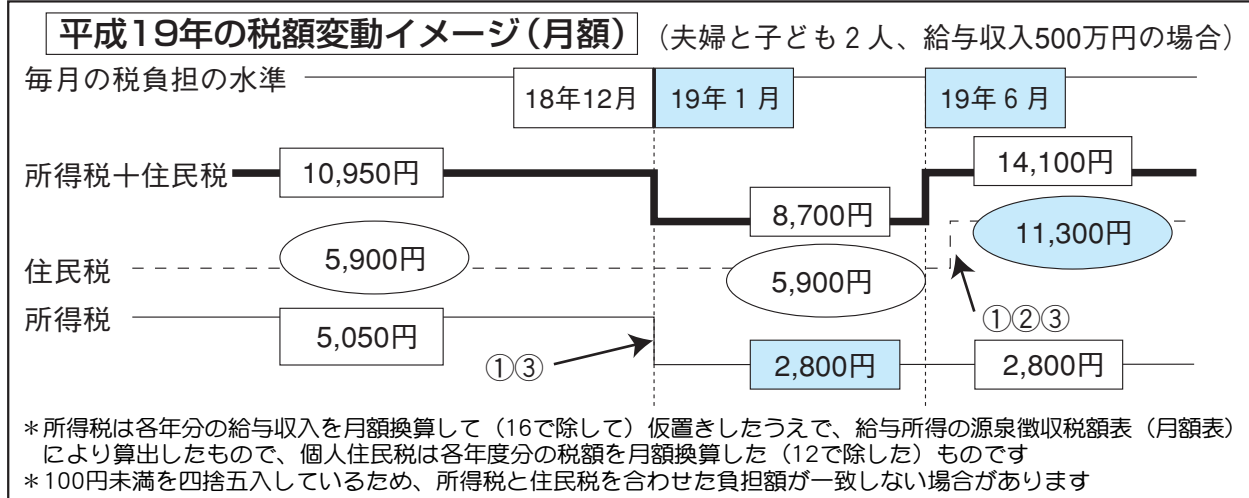 平成19年の税額変動イメージ（月額）（夫婦と子ども２人、給与収入500万円の場合）
毎月の税負担の水準
18年12月 19年１月 19年６月
所得税＋住民税 10,950円 8,700円 14,100円
住民税 5,900円 5,900円 11,300円
所得税 5,050円 2,800円 2,800円
①③ ①②③
＊所得税は各年分の給与収入を月額換算して（16で除して）仮置きしたうえで、給与所得の源泉徴収税額表（月額表）
により算出したもので、個人住民税は各年度分の税額を月額換算した（12で除した）ものです
＊100円未満を四捨五入しているため、所得税と住民税を合わせた負担額が一致しない場合があります